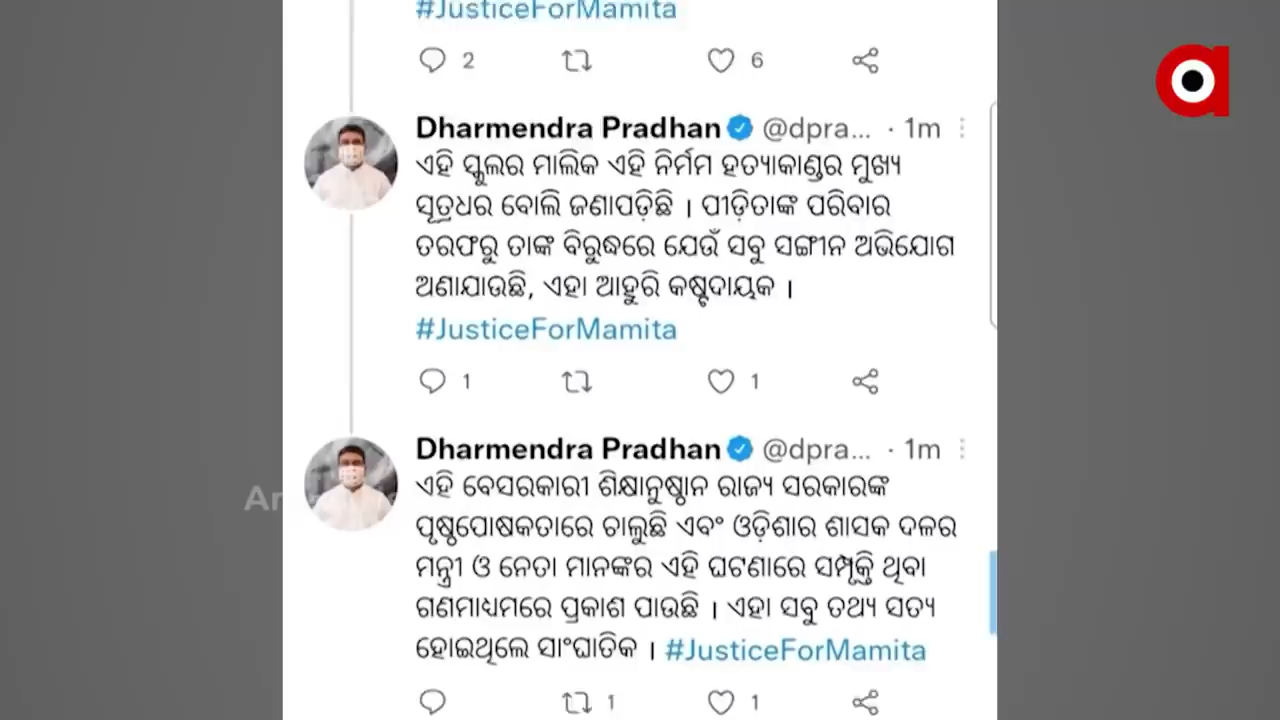 #JusticeForMamita
2 6
Dharmendra Pradhan @dpra... · 1m
ଏହି ସ୍କୁଲର ମାଲିକ ଏହି ନିର୍ମମ ହତ୍ୟାକାଣ୍ଡର ମୁଖ୍ୟ
ସୂତ୍ରଧର ବୋଲି ଜଣାପଡ଼ିଛି । ପୀଡ଼ିତାଙ୍କ ପରିବାର
ତରଫରୁ ତାଙ୍କ ବିରୁଦ୍ଧରେ ଯେଉଁ ସବୁ ସଙ୍ଗୀନ ଅଭିଯୋଗ
ଅଣାଯାଉଛି, ଏହା ଆହୁରି କଷ୍ଟଦାୟକ ।
#JusticeForMamita
1 1
Dharmendra Pradhan @dpra... · 1m
ଏହି ବେସରକାରୀ ଶିକ୍ଷାନୁଷ୍ଠାନ ରାଜ୍ୟ ସରକାରଙ୍କ
ପୃଷ୍ଠପୋଷକତାରେ ଚାଲୁଛି ଏବଂ ଓଡ଼ିଶାର ଶାସକ ଦଳର
ମନ୍ତ୍ରୀ ଓ ନେତା ମାନଙ୍କର ଏହି ଘଟଣାରେ ସମ୍ପୃକ୍ତି ଥିବା
ଗଣମାଧ୍ୟମରେ ପ୍ରକାଶ ପାଉଛି । ଏହା ସବୁ ତଥ୍ୟ ସତ୍ୟ
ହୋଇଥିଲେ ସାଂଘାତିକ । #JusticeForMamita
1 1